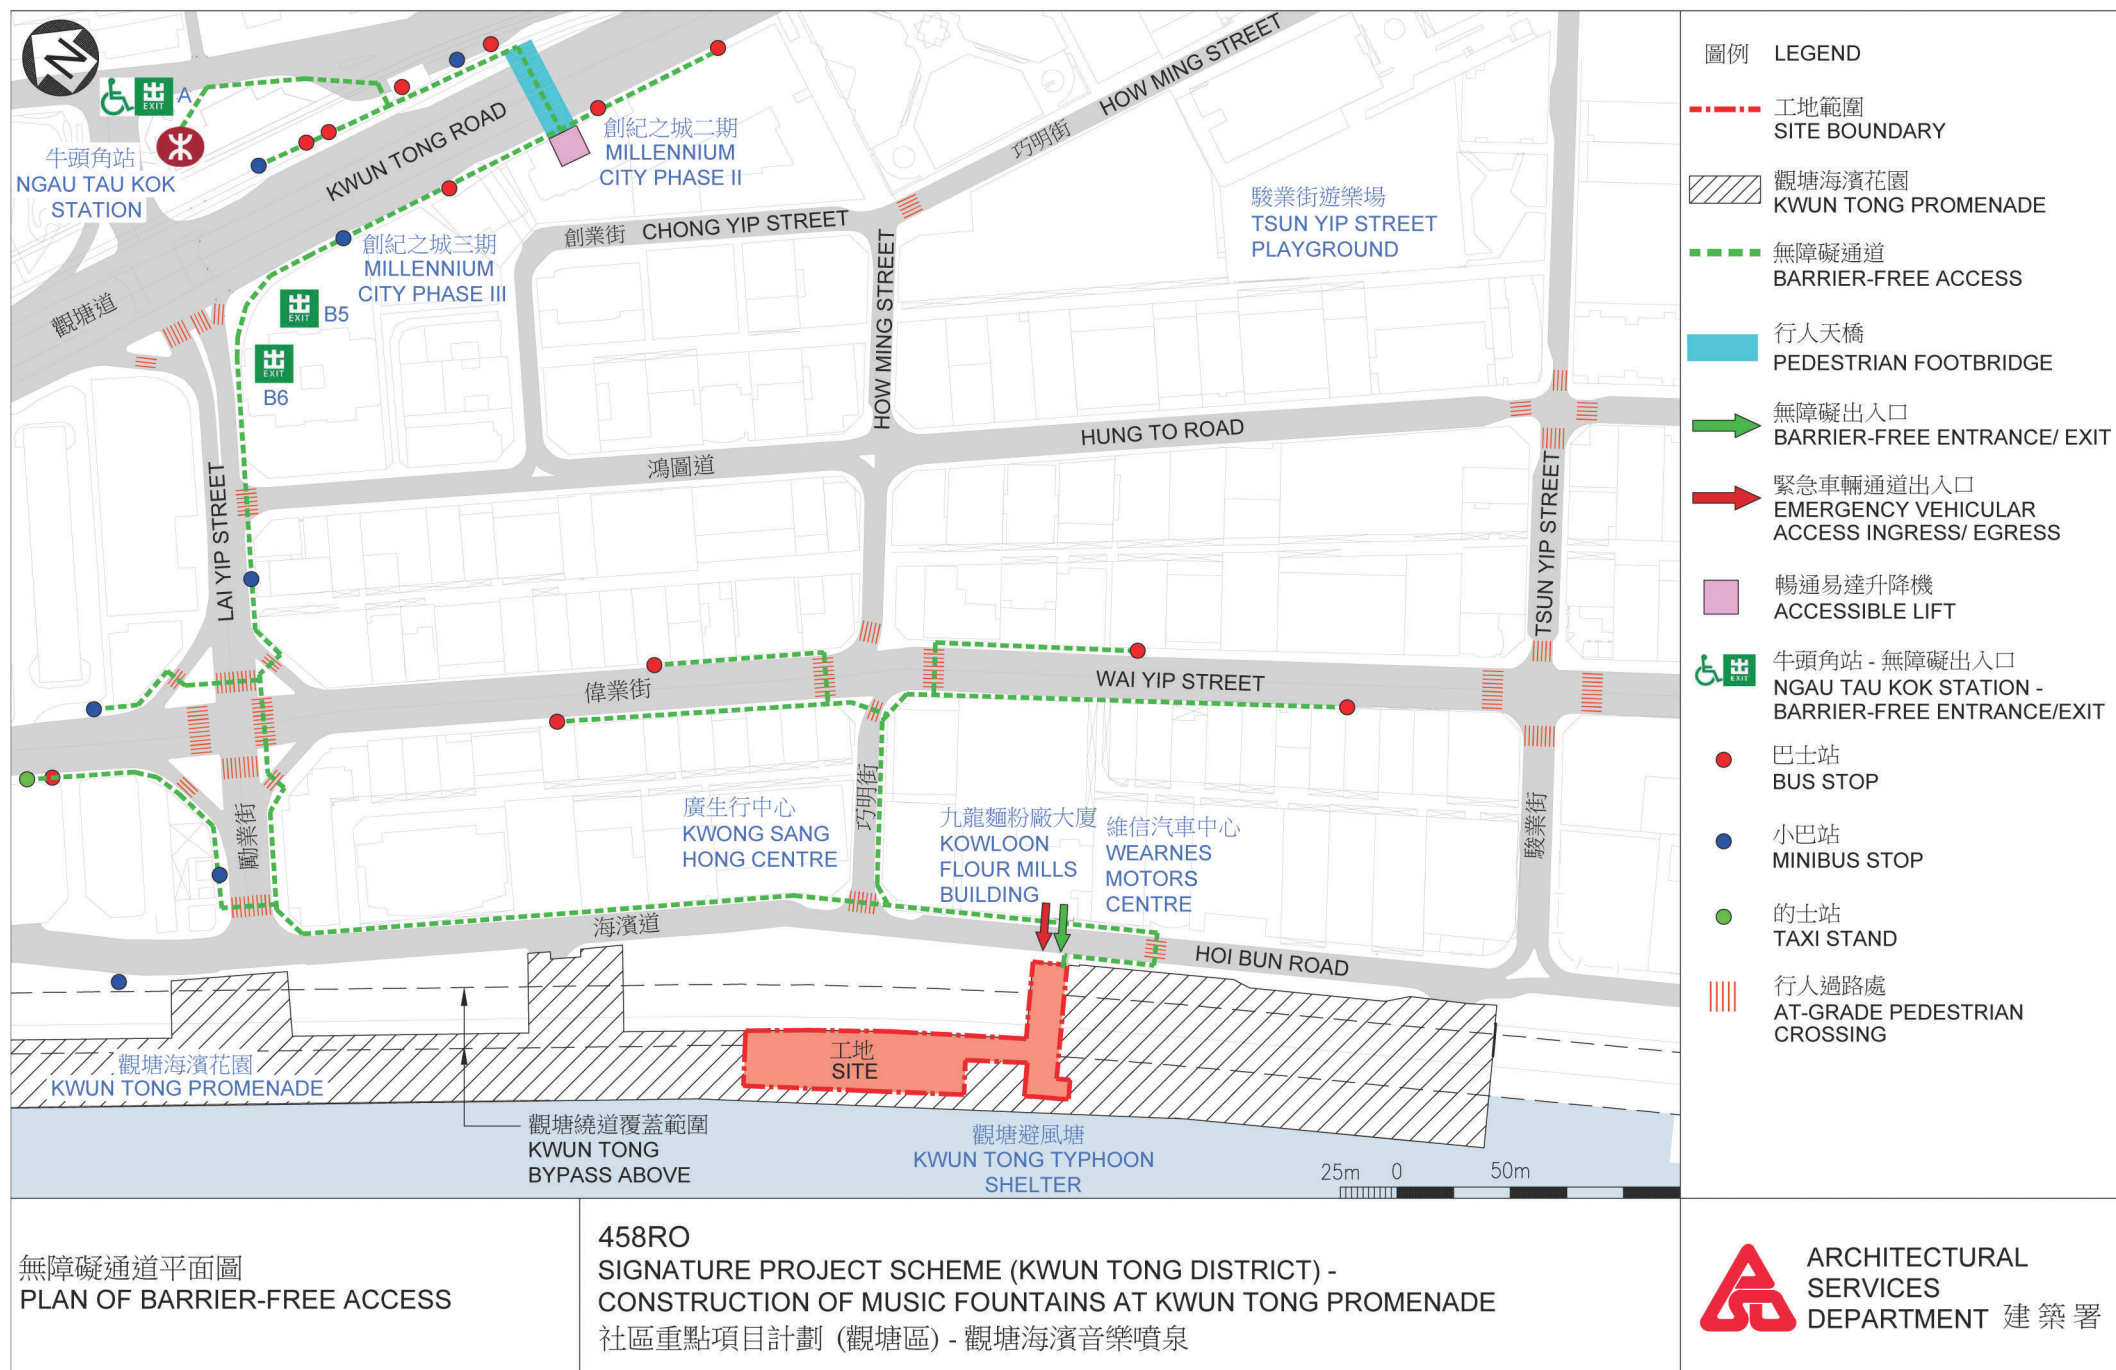 N
出
EXIT
A
牛頭角站
NGAU TAU KOK
STATION
KWUN TONG ROAD
觀塘道
創紀之城二期
MILLENNIUM
CITY PHASE II
創紀之城三期
MILLENNIUM
CITY PHASE III
出
EXIT
B5
出
EXIT
B6
巧明街
HOW MING STREET
創業街 CHONG YIP STREET
駿業街遊樂場
TSUN YIP STREET
PLAYGROUND
HOW MING STREET
鴻圖道
HUNG TO ROAD
LAI YIP STREET
TSUN YIP STREET
偉業街
WAI YIP STREET
勵業街
巧明街
駿業街
廣生行中心
KWONG SANG
HONG CENTRE
九龍麵粉廠大廈
KOWLOON
FLOUR MILLS
BUILDING
維信汽車中心
WEARNES
MOTORS
CENTRE
海濱道
HOI BUN ROAD
工地
SITE
觀塘海濱花園
KWUN TONG PROMENADE
觀塘繞道覆蓋範圍
KWUN TONG
BYPASS ABOVE
觀塘避風塘
KWUN TONG TYPHOON
SHELTER
25m 0 50m
圖例 LEGEND
工地範圍
SITE BOUNDARY
觀塘海濱花園
KWUN TONG PROMENADE
無障礙通道
BARRIER-FREE ACCESS
行人天橋
PEDESTRIAN FOOTBRIDGE
無障礙出入口
BARRIER-FREE ENTRANCE/ EXIT
緊急車輛通道出入口
EMERGENCY VEHICULAR
ACCESS INGRESS/ EGRESS
暢通易達升降機
ACCESSIBLE LIFT
出
EXIT
牛頭角站 - 無障礙出入口
NGAU TAU KOK STATION -
BARRIER-FREE ENTRANCE/EXIT
巴士站
BUS STOP
小巴站
MINIBUS STOP
的士站
TAXI STAND
行人過路處
AT-GRADE PEDESTRIAN
CROSSING
無障礙通道平面圖
PLAN OF BARRIER-FREE ACCESS
458RO
SIGNATURE PROJECT SCHEME (KWUN TONG DISTRICT) -
CONSTRUCTION OF MUSIC FOUNTAINS AT KWUN TONG PROMENADE
社區重點項目計劃 (觀塘區) - 觀塘海濱音樂噴泉
ARCHITECTURAL
SERVICES
DEPARTMENT 建築署